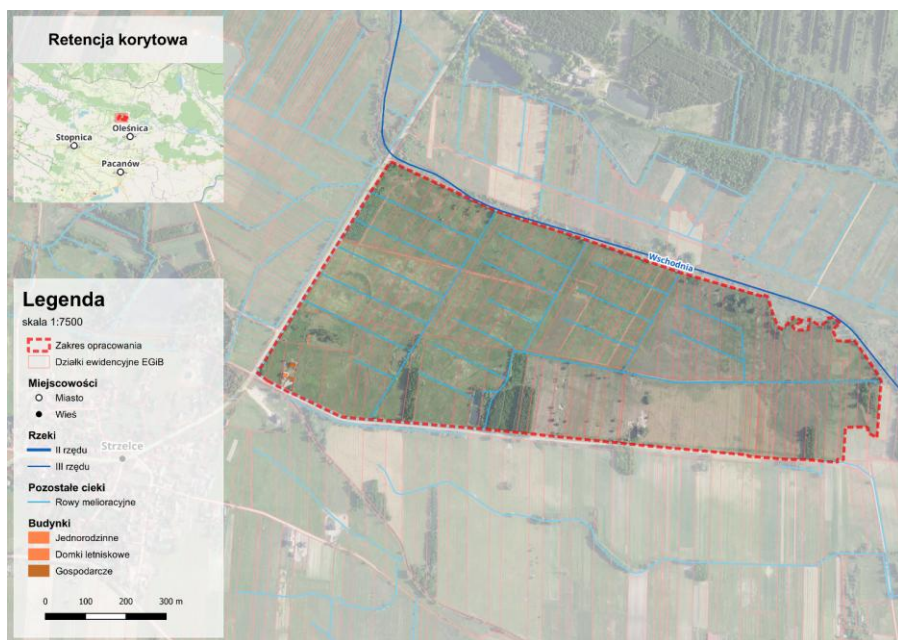 Retencja korytowa
Stopnica
Oleśnica
Pacanów
Wschodnia
Legenda
skala 1:7500
Zakres opracowania
Działki ewidencyjne EGiB
Miejscowości
Miasto
Wieś
Rzeki
II rzędu
III rzędu
Pozostałe cieki
Rowy melioracyjne
Budynki
Jednorodzinne
Domki letniskowe
Gospodarcze
0 100 200 300 m
Strzelce